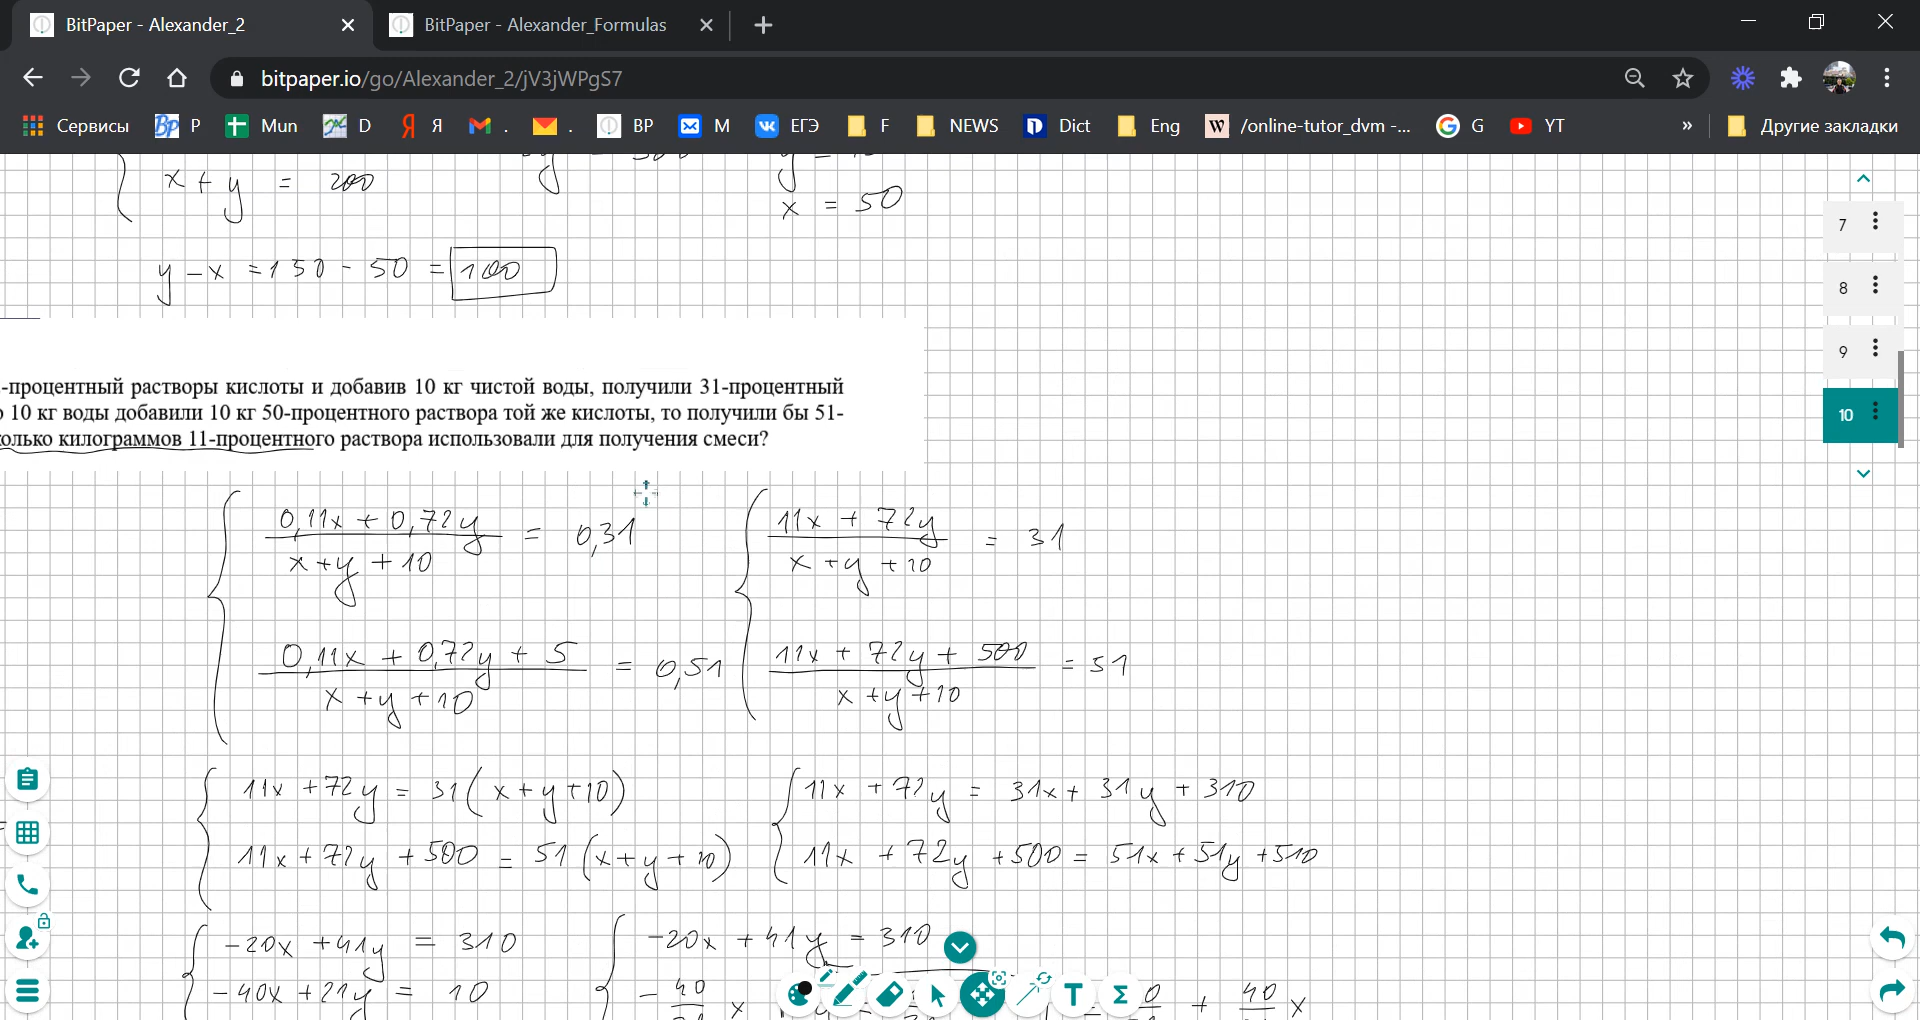 BitPaper - Alexander_2
BitPaper - Alexander_Formulas
bitpaper.io/go/Alexander_2/jV3jWPgS7
Сервисы Р Mun D Я . . BP М ЕГЭ F NEWS Dict Eng /online-tutor_dvm -... G YT » Другие закладки
x + y = 200
x = 50
y - x = 150 - 50 = 100
-процентный растворы кислоты и добавив 10 кг чистой воды, получили 31-процентный
10 кг воды добавили 10 кг 50-процентного раствора той же кислоты, то получили бы 51-
килограммов 11-процентного раствора использовали для получения смеси?
0,11x + 0,72y = 0,31
x + y + 10
11x + 72y = 31
x + y + 10
0,11x + 0,72y + 5 = 0,51
x + y + 10
11x + 72y + 500 = 51
x + y + 10
11x + 72y = 31(x + y + 10)
11x + 72y + 500 = 51(x + y + 10)
11x + 72y = 31x + 31y + 310
11x + 72y + 500 = 51x + 51y + 510
-20x + 41y = 310
-40x + 21y = 10
-20x + 41y = 310
- 40 x
+ 40 x
7
8
9
10
T Σ